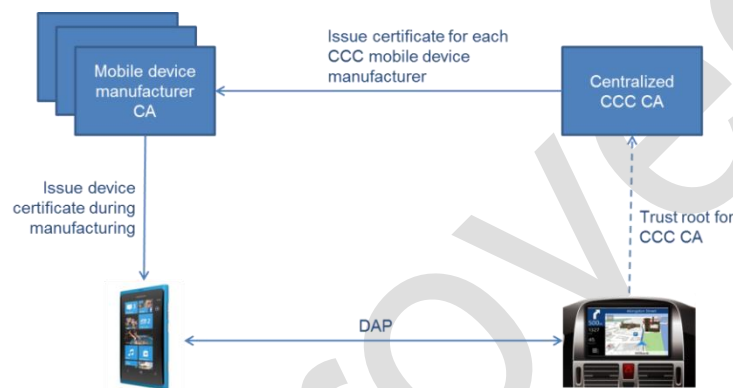 Issue certificate for each
CCC mobile device
manufacturer
Mobile device
manufacturer
CA
Centralized
CCC CA
Issue device
certificate during
manufacturing
Trust root for
CCC CA
DAP